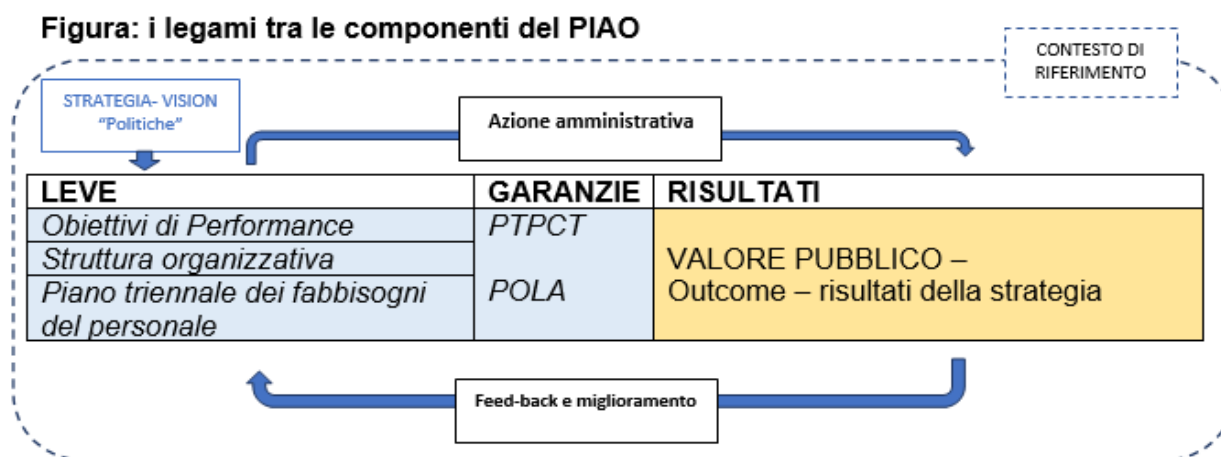 Figura: i legami tra le componenti del PIAO
CONTESTO DI
RIFERIMENTO
STRATEGIA- VISION
“Politiche”
Azione amministrativa
LEVE
GARANZIE
RISULTATI
Obiettivi di Performance
PTPCT
Struttura organizzativa
VALORE PUBBLICO –
Piano triennale dei fabbisogni
del personale
POLA
Outcome – risultati della strategia
Feed-back e miglioramento